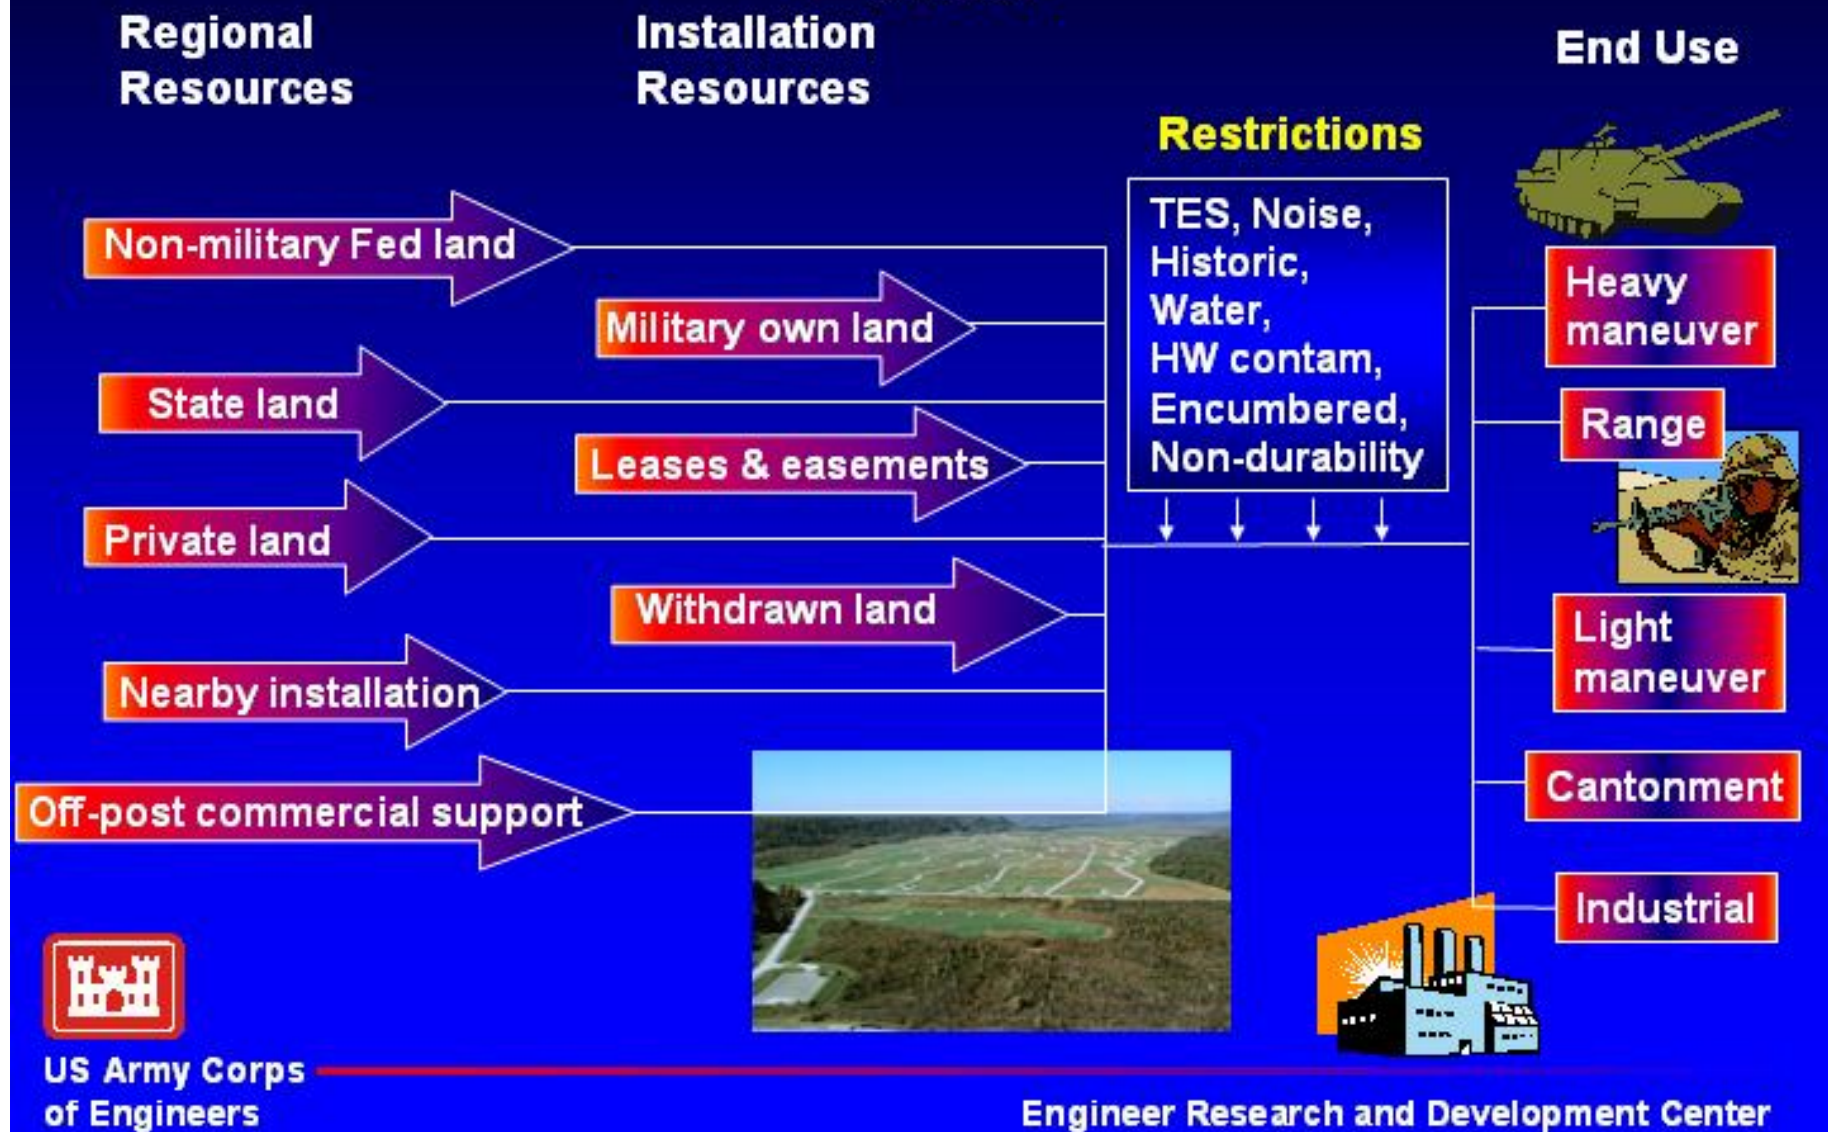 Regional
Resources
Installation
Resources
End Use
Restrictions
TES, Noise,
Historic,
Water,
HW contam,
Encumbered,
Non-durability
Non-military Fed land
State land
Private land
Nearby installation
Off-post commercial support
Military own land
Leases & easements
Withdrawn land
Heavy
maneuver
Range
Light
maneuver
Cantonment
Industrial
US Army Corps
of Engineers
Engineer Research and Development Center